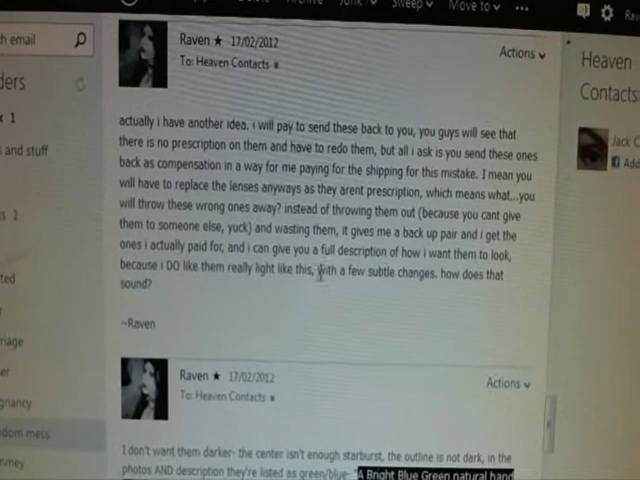 Sweep
Move to
h email
Raven ★ 17/02/2012
To: Heaven Contacts
Actions
Heaven
Contacts
ders
1
Jack C
Add
s and stuff
actually i have another idea. i will pay to send these back to you, you guys will see that
there is no prescription on them and have to redo them, but all i ask is you send these ones
back as compensation in a way for me paying for the shipping for this mistake. I mean you
will have to replace the lenses anyways as they arent prescription, which means what...you
will throw these wrong ones away? instead of throwing them out (because you cant give
them to someone else, yuck) and wasting them, it gives me a back up pair and i get the
ones i actually paid for, and i can give you a full description of how i want them to look,
because i DO like them really light like this, with a few subtle changes. how does that
sound?
~Raven
s 2
ted
riage
er
gnancy
dom mess
mmey
Raven ★ 17/02/2012
To: Heaven Contacts
Actions
I don't want them darker- the center isn't enough starburst, the outline is not dark, in the
photos AND description they're listed as green/blue- "A Bright Blue Green natural hand